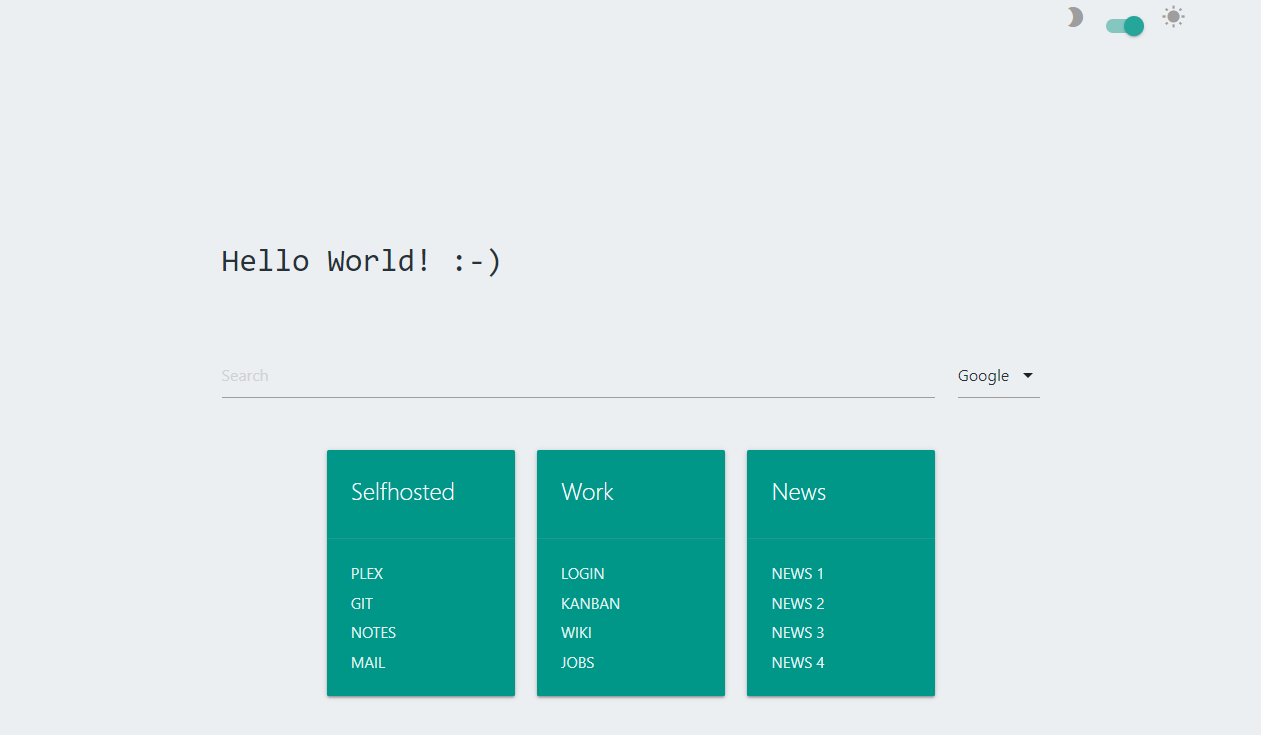 Hello World! :-)
Search
Google
Selfhosted
PLEX
GIT
NOTES
MAIL
Work
LOGIN
KANBAN
WIKI
JOBS
News
NEWS 1
NEWS 2
NEWS 3
NEWS 4